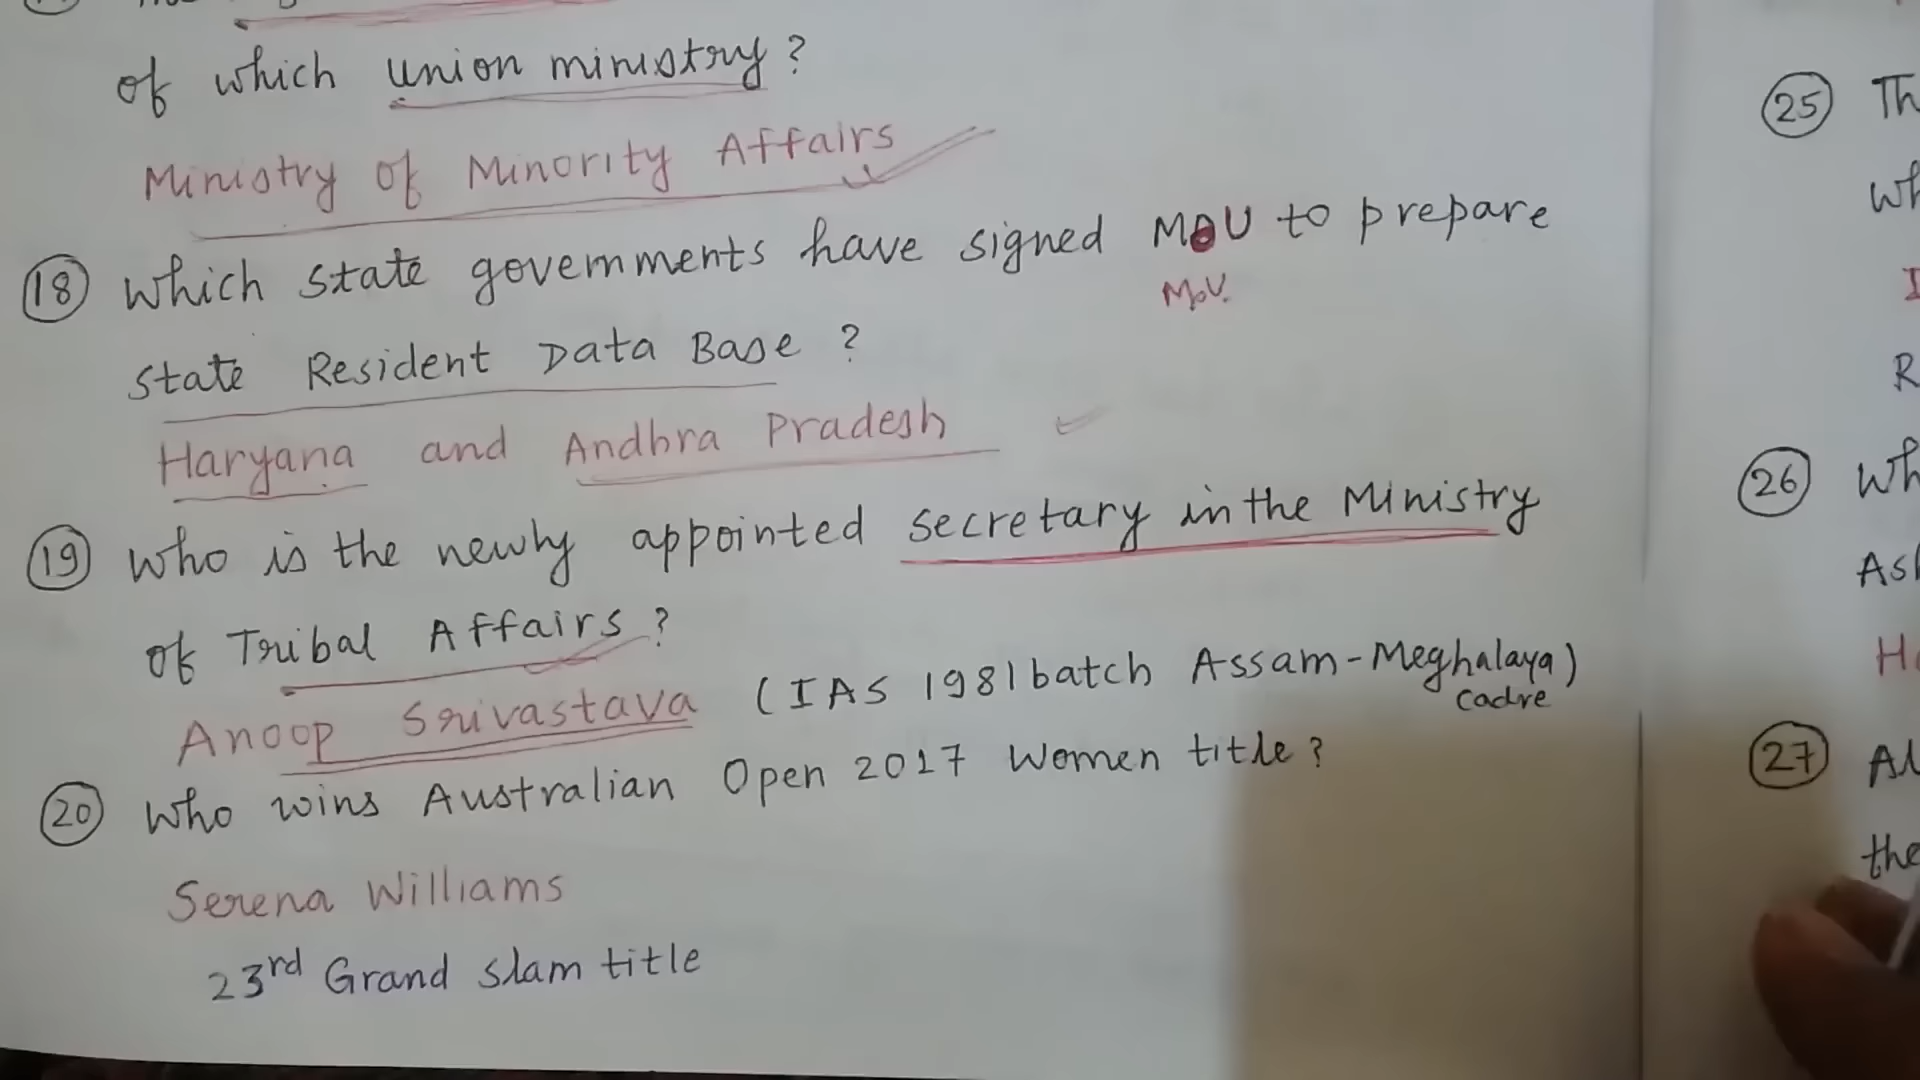 of which union ministry?
Ministry of Minority Affairs
18 which state governments have signed MOU to prepare
MoU.
state Resident Data Base ?
Haryana and Andhra Pradesh
19 who is the newly appointed secretary in the Ministry
of Tribal Affairs ?
Anoop Srivastava (IAS 1981 batch Assam-Meghalaya)
cadre
20 who wins Australian Open 2017 Women title?
Serena Williams
23rd Grand slam title
25 Th
Wh
I
R
26 Wh
As
H
27 Al
the